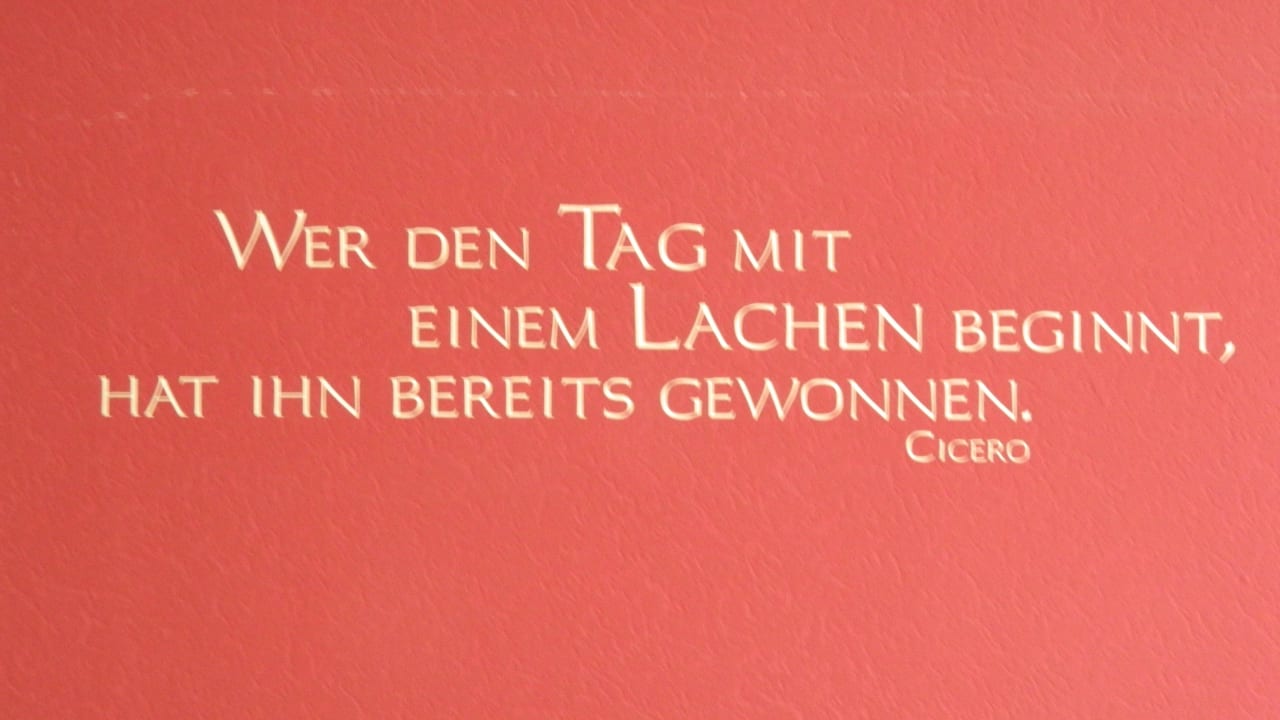 Wer den Tag mit
einem Lachen beginnt,
hat ihn bereits gewonnen.
Cicero